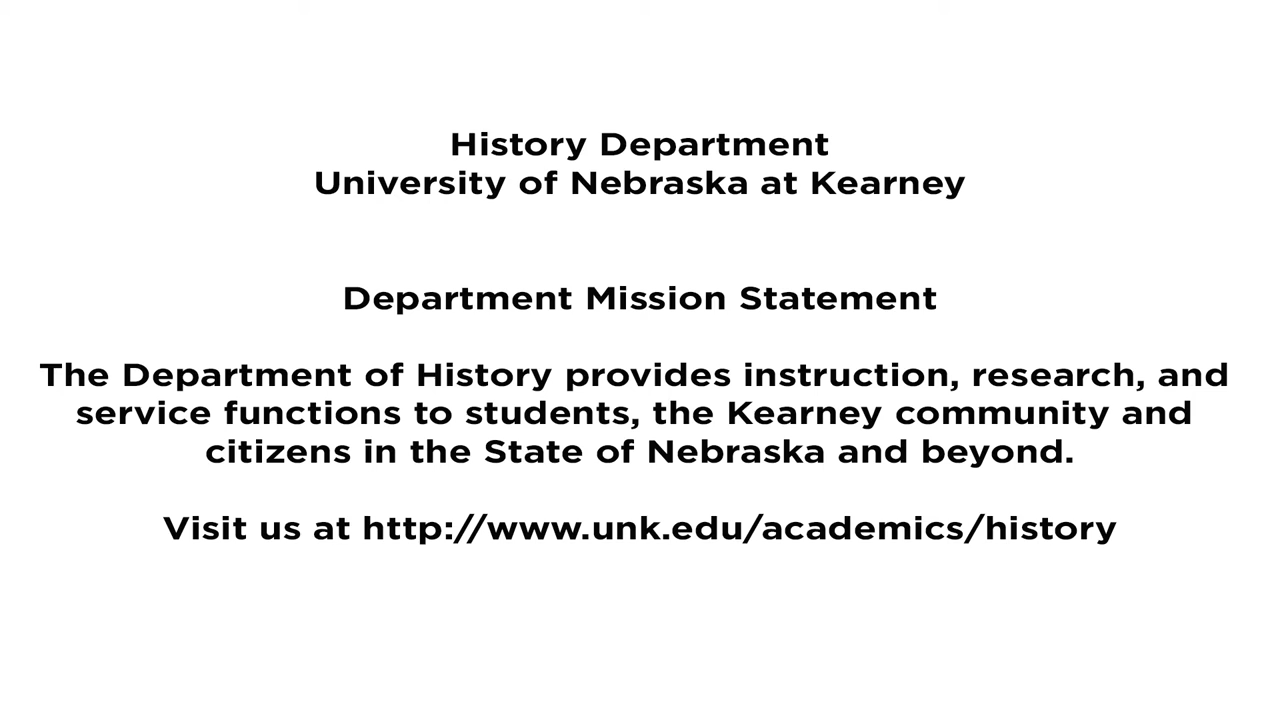 History Department
University of Nebraska at Kearney
Department Mission Statement
The Department of History provides instruction, research, and
service functions to students, the Kearney community and
citizens in the State of Nebraska and beyond.
Visit us at http://www.unk.edu/academics/history